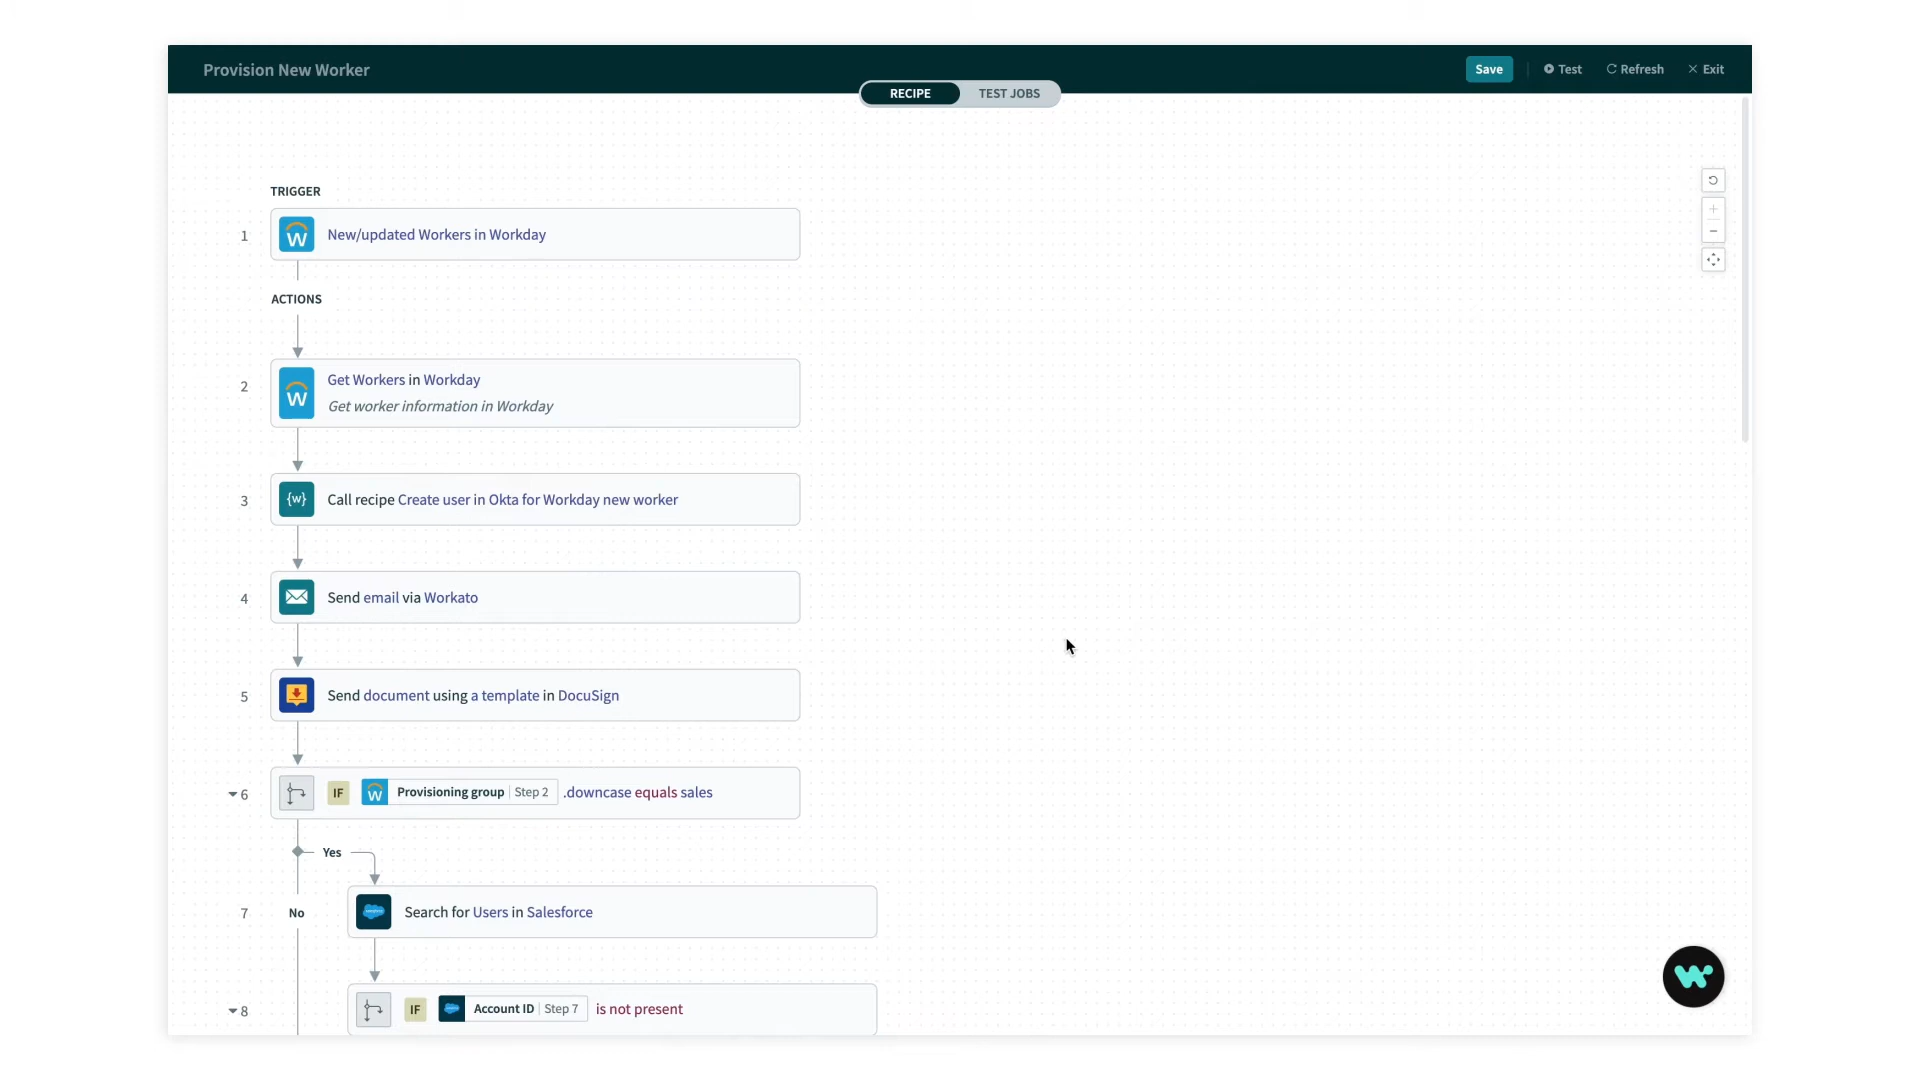 Provision New Worker
Save
Test
Refresh
Exit
RECIPE
TEST JOBS
TRIGGER
1
New/updated Workers in Workday
ACTIONS
2
Get Workers in Workday
Get worker information in Workday
3
{w}
Call recipe Create user in Okta for Workday new worker
4
Send email via Workato
5
Send document using a template in DocuSign
6
IF Provisioning group Step 2 .downcase equals sales
Yes
7
No
Search for Users in Salesforce
8
IF Account ID Step 7 is not present